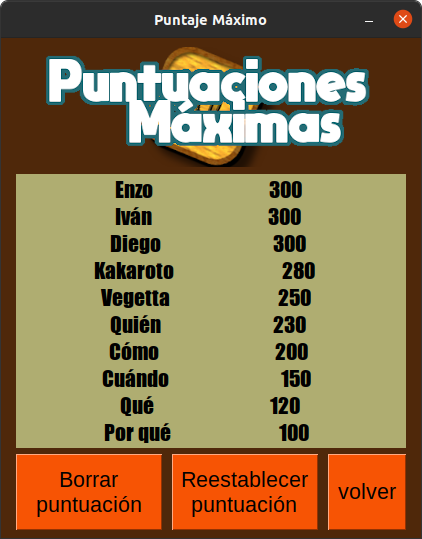 Puntaje Máximo
Puntuaciones
Máximas
Enzo 300
Iván 300
Diego 300
Kakaroto 280
Vegetta 250
Quién 230
Cómo 200
Cuándo 150
Qué 120
Por qué 100
Borrar
puntuación
Reestablecer
puntuación
volver